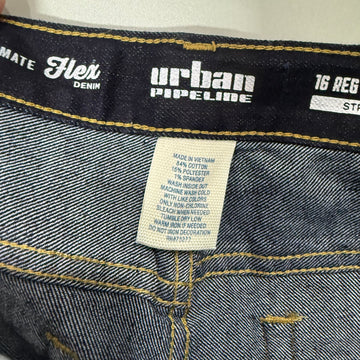 MATE Flex
DENIM
urban
PIPELINE
16 REG
STR
MADE IN VIETNAM
84% COTTON
15% POLYESTER
1% SPANDEX
WASH INSIDE OUT
MACHINE WASH COLD
WITH LIKE COLORS
ONLY NON-CHLORINE
BLEACH WHEN NEEDED
TUMBLE DRY LOW
WARM IF NEEDED
DO NOT IRON DECORATION